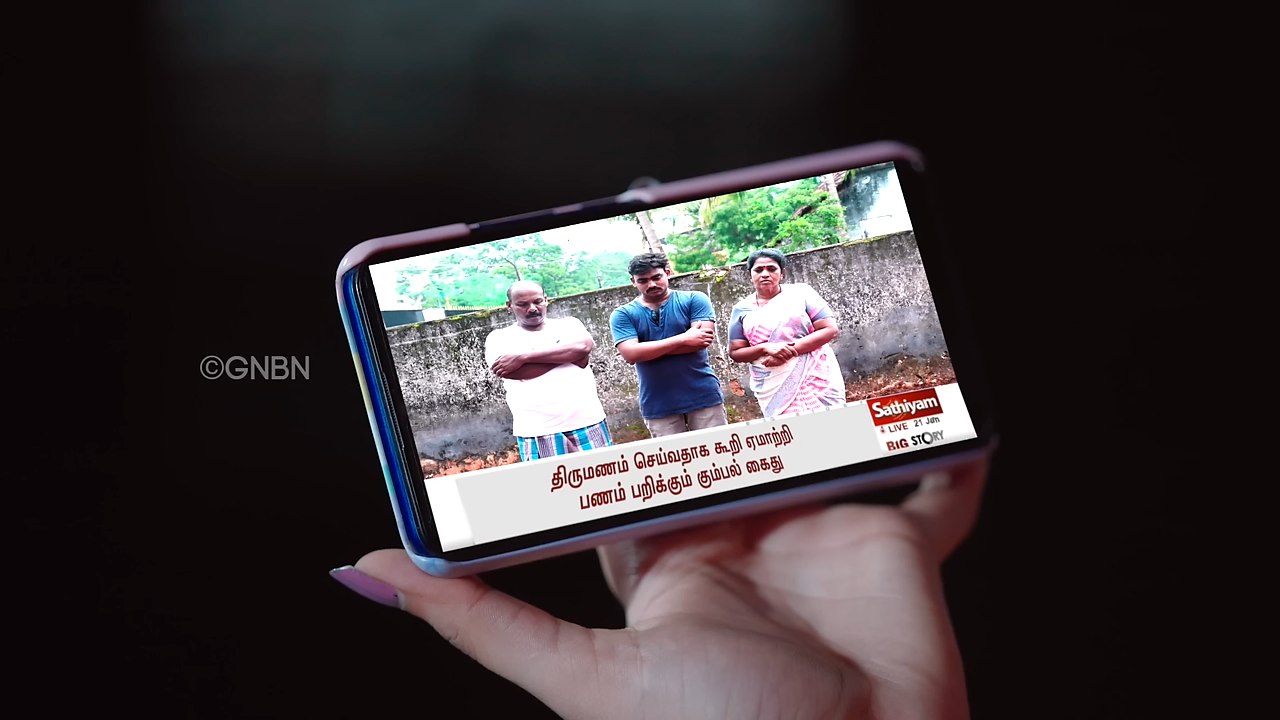 ©GNBN
Sathiyam
LIVE 21 Jan
BIG STORY
திருமணம் செய்வதாக கூறி ஏமாற்றி
பணம் பறிக்கும் கும்பல் கைது